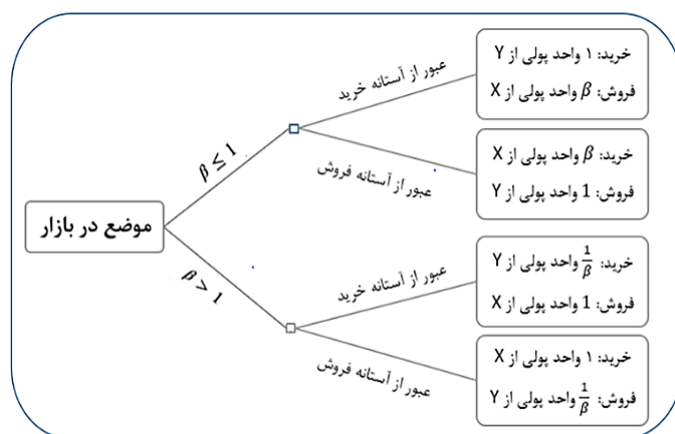 خرید: ۱ واحد پولی از Y
فروش: β واحد پولی از X
عبور از آستانه خرید
β ≤ 1
عبور از آستانه فروش
خرید: β واحد پولی از X
فروش: 1 واحد پولی از Y
موضع در بازار
خرید: 1/β واحد پولی از Y
فروش: 1 واحد پولی از X
عبور از آستانه خرید
β > 1
عبور از آستانه فروش
خرید: ۱ واحد پولی از X
فروش: 1/β واحد پولی از Y